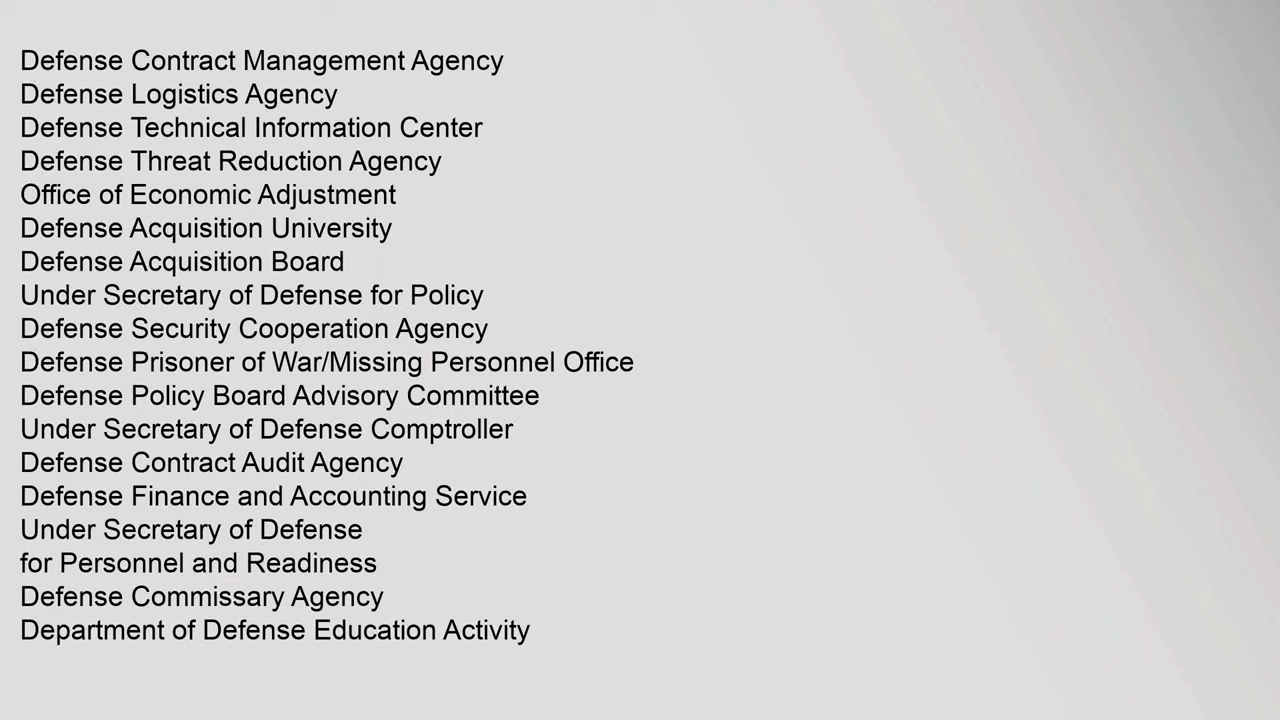 Defense Contract Management Agency
Defense Logistics Agency
Defense Technical Information Center
Defense Threat Reduction Agency
Office of Economic Adjustment
Defense Acquisition University
Defense Acquisition Board
Under Secretary of Defense for Policy
Defense Security Cooperation Agency
Defense Prisoner of War/Missing Personnel Office
Defense Policy Board Advisory Committee
Under Secretary of Defense Comptroller
Defense Contract Audit Agency
Defense Finance and Accounting Service
Under Secretary of Defense
for Personnel and Readiness
Defense Commissary Agency
Department of Defense Education Activity